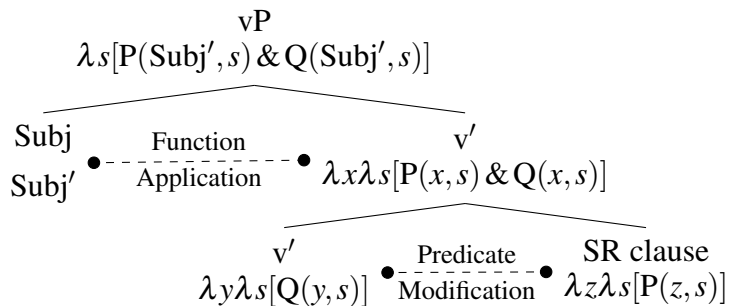 vP
λs[P(Subj′,s) & Q(Subj′,s)]
Subj
Subj′
Function
Application
v′
λxλs[P(x,s) & Q(x,s)]
v′
λyλs[Q(y,s)]
Predicate
Modification
SR clause
λzλs[P(z,s)]